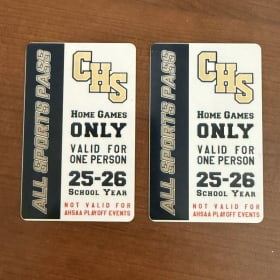 ALL SPORTS PASS
CHS
HOME GAMES
ONLY
VALID FOR
ONE PERSON
25-26
SCHOOL YEAR
NOT VALID FOR
AHSAA PLAYOFF EVENTS
ALL SPORTS PASS
CHS
HOME GAMES
ONLY
VALID FOR
ONE PERSON
25-26
SCHOOL YEAR
NOT VALID FOR
AHSAA PLAYOFF EVENTS